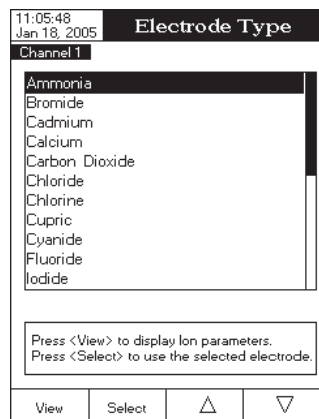 11:05:48
Jan 18, 2005
Electrode Type
Channel 1
Ammonia
Bromide
Cadmium
Calcium
Carbon Dioxide
Chloride
Chlorine
Cupric
Cyanide
Fluoride
Iodide
Press <View> to display Ion parameters.
Press <Select> to use the selected electrode.
View Select △ ▽